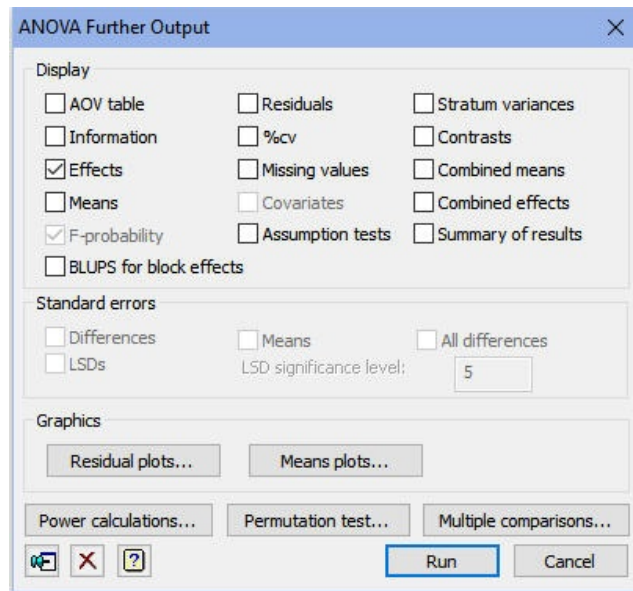 ANOVA Further Output
Display
AOV table Residuals Stratum variances
Information %cv Contrasts
Effects Missing values Combined means
Means Covariates Combined effects
F-probability Assumption tests Summary of results
BLUPS for block effects
Standard errors
Differences Means All differences
LSDs LSD significance level: 5
Graphics
Residual plots... Means plots...
Power calculations... Permutation test... Multiple comparisons...
? Run Cancel